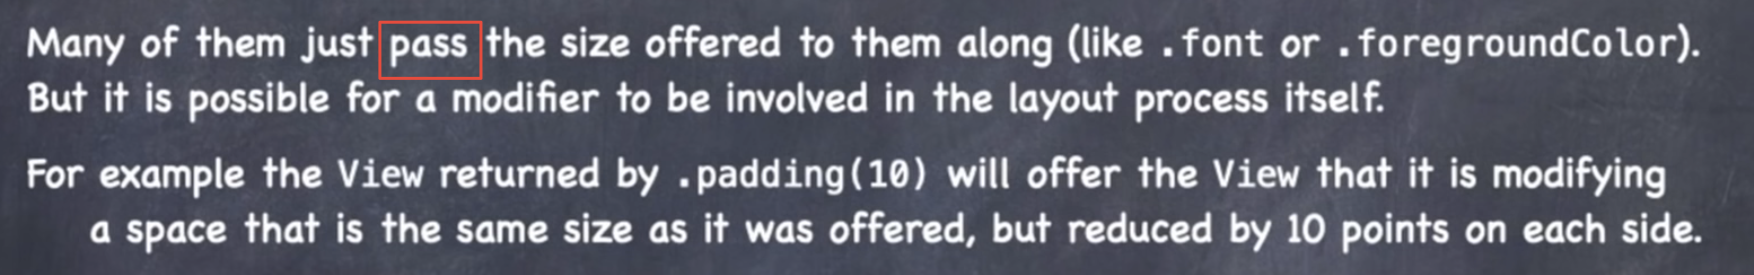 Many of them just pass the size offered to them along (like .font or .foregroundColor).
But it is possible for a modifier to be involved in the layout process itself.
For example the View returned by .padding(10) will offer the View that it is modifying
a space that is the same size as it was offered, but reduced by 10 points on each side.